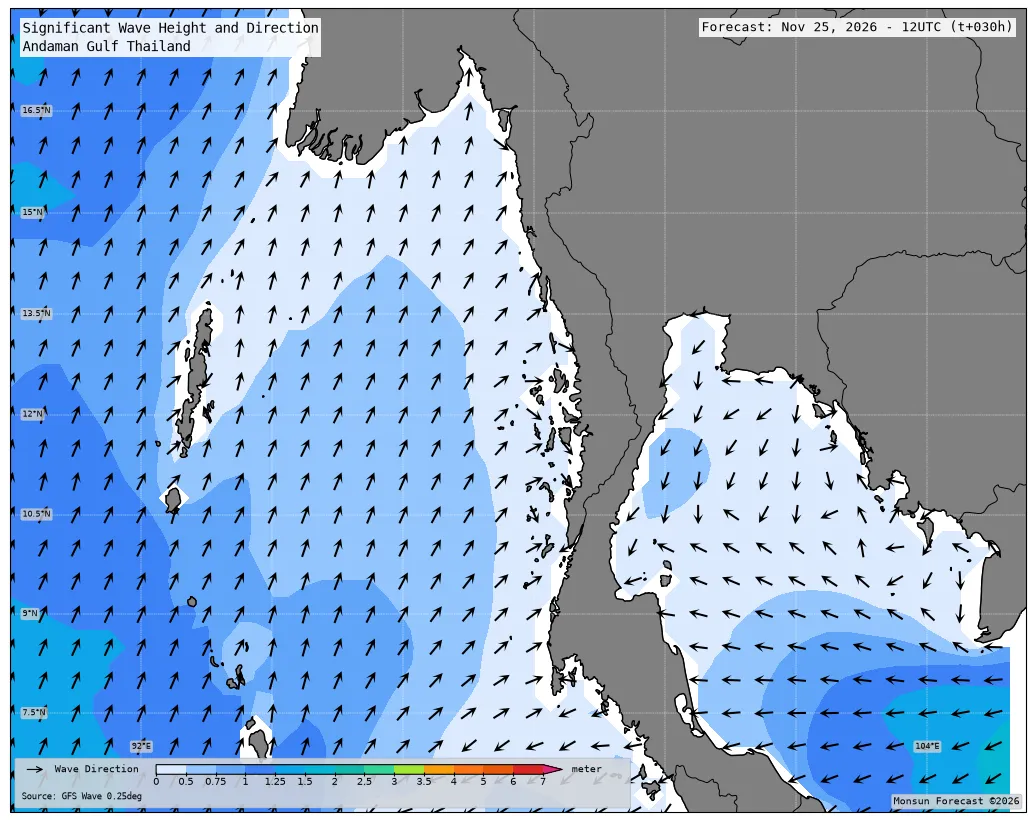 Significant Wave Height and Direction
Andaman Gulf Thailand
Forecast: Nov 25, 2026 - 12UTC (t+030h)
16.5°N
15°N
13.5°N
12°N
10.5°N
9°N
7.5°N
92°E
104°E
Wave Direction
meter
0.5 0.75 1 1.25 1.5 2 2.5 3 3.5 4 5 6 7
Source: GFS Wave 0.25deg
Monsun Forecast ©2026